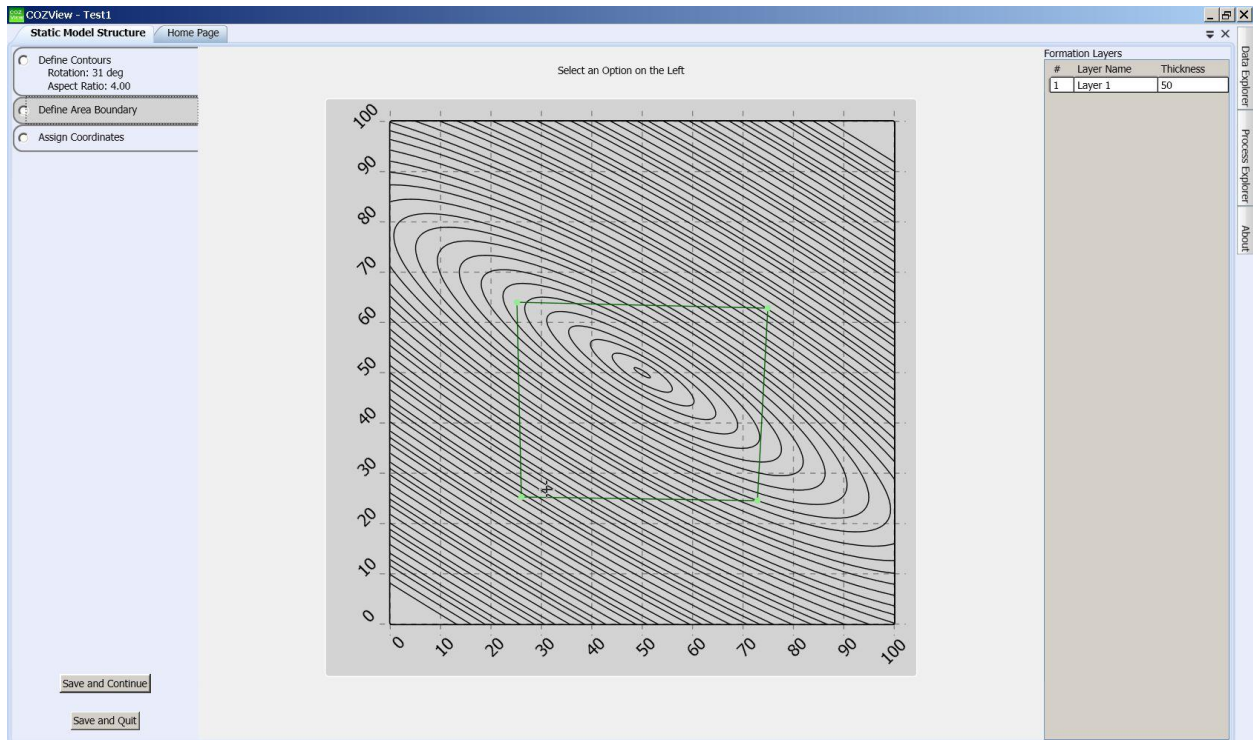 COZView - Test1
Static Model Structure Home Page
Define Contours
Rotation: 31 deg
Aspect Ratio: 4.00
Define Area Boundary
Assign Coordinates
Save and Continue
Save and Quit
Select an Option on the Left
100
90
80
70
60
50
40
30
20
10
0
0 10 20 30 40 50 60 70 80 90 100
Formation Layers
# Layer Name Thickness
1 Layer 1 50
Data Explorer
Process Explorer
About